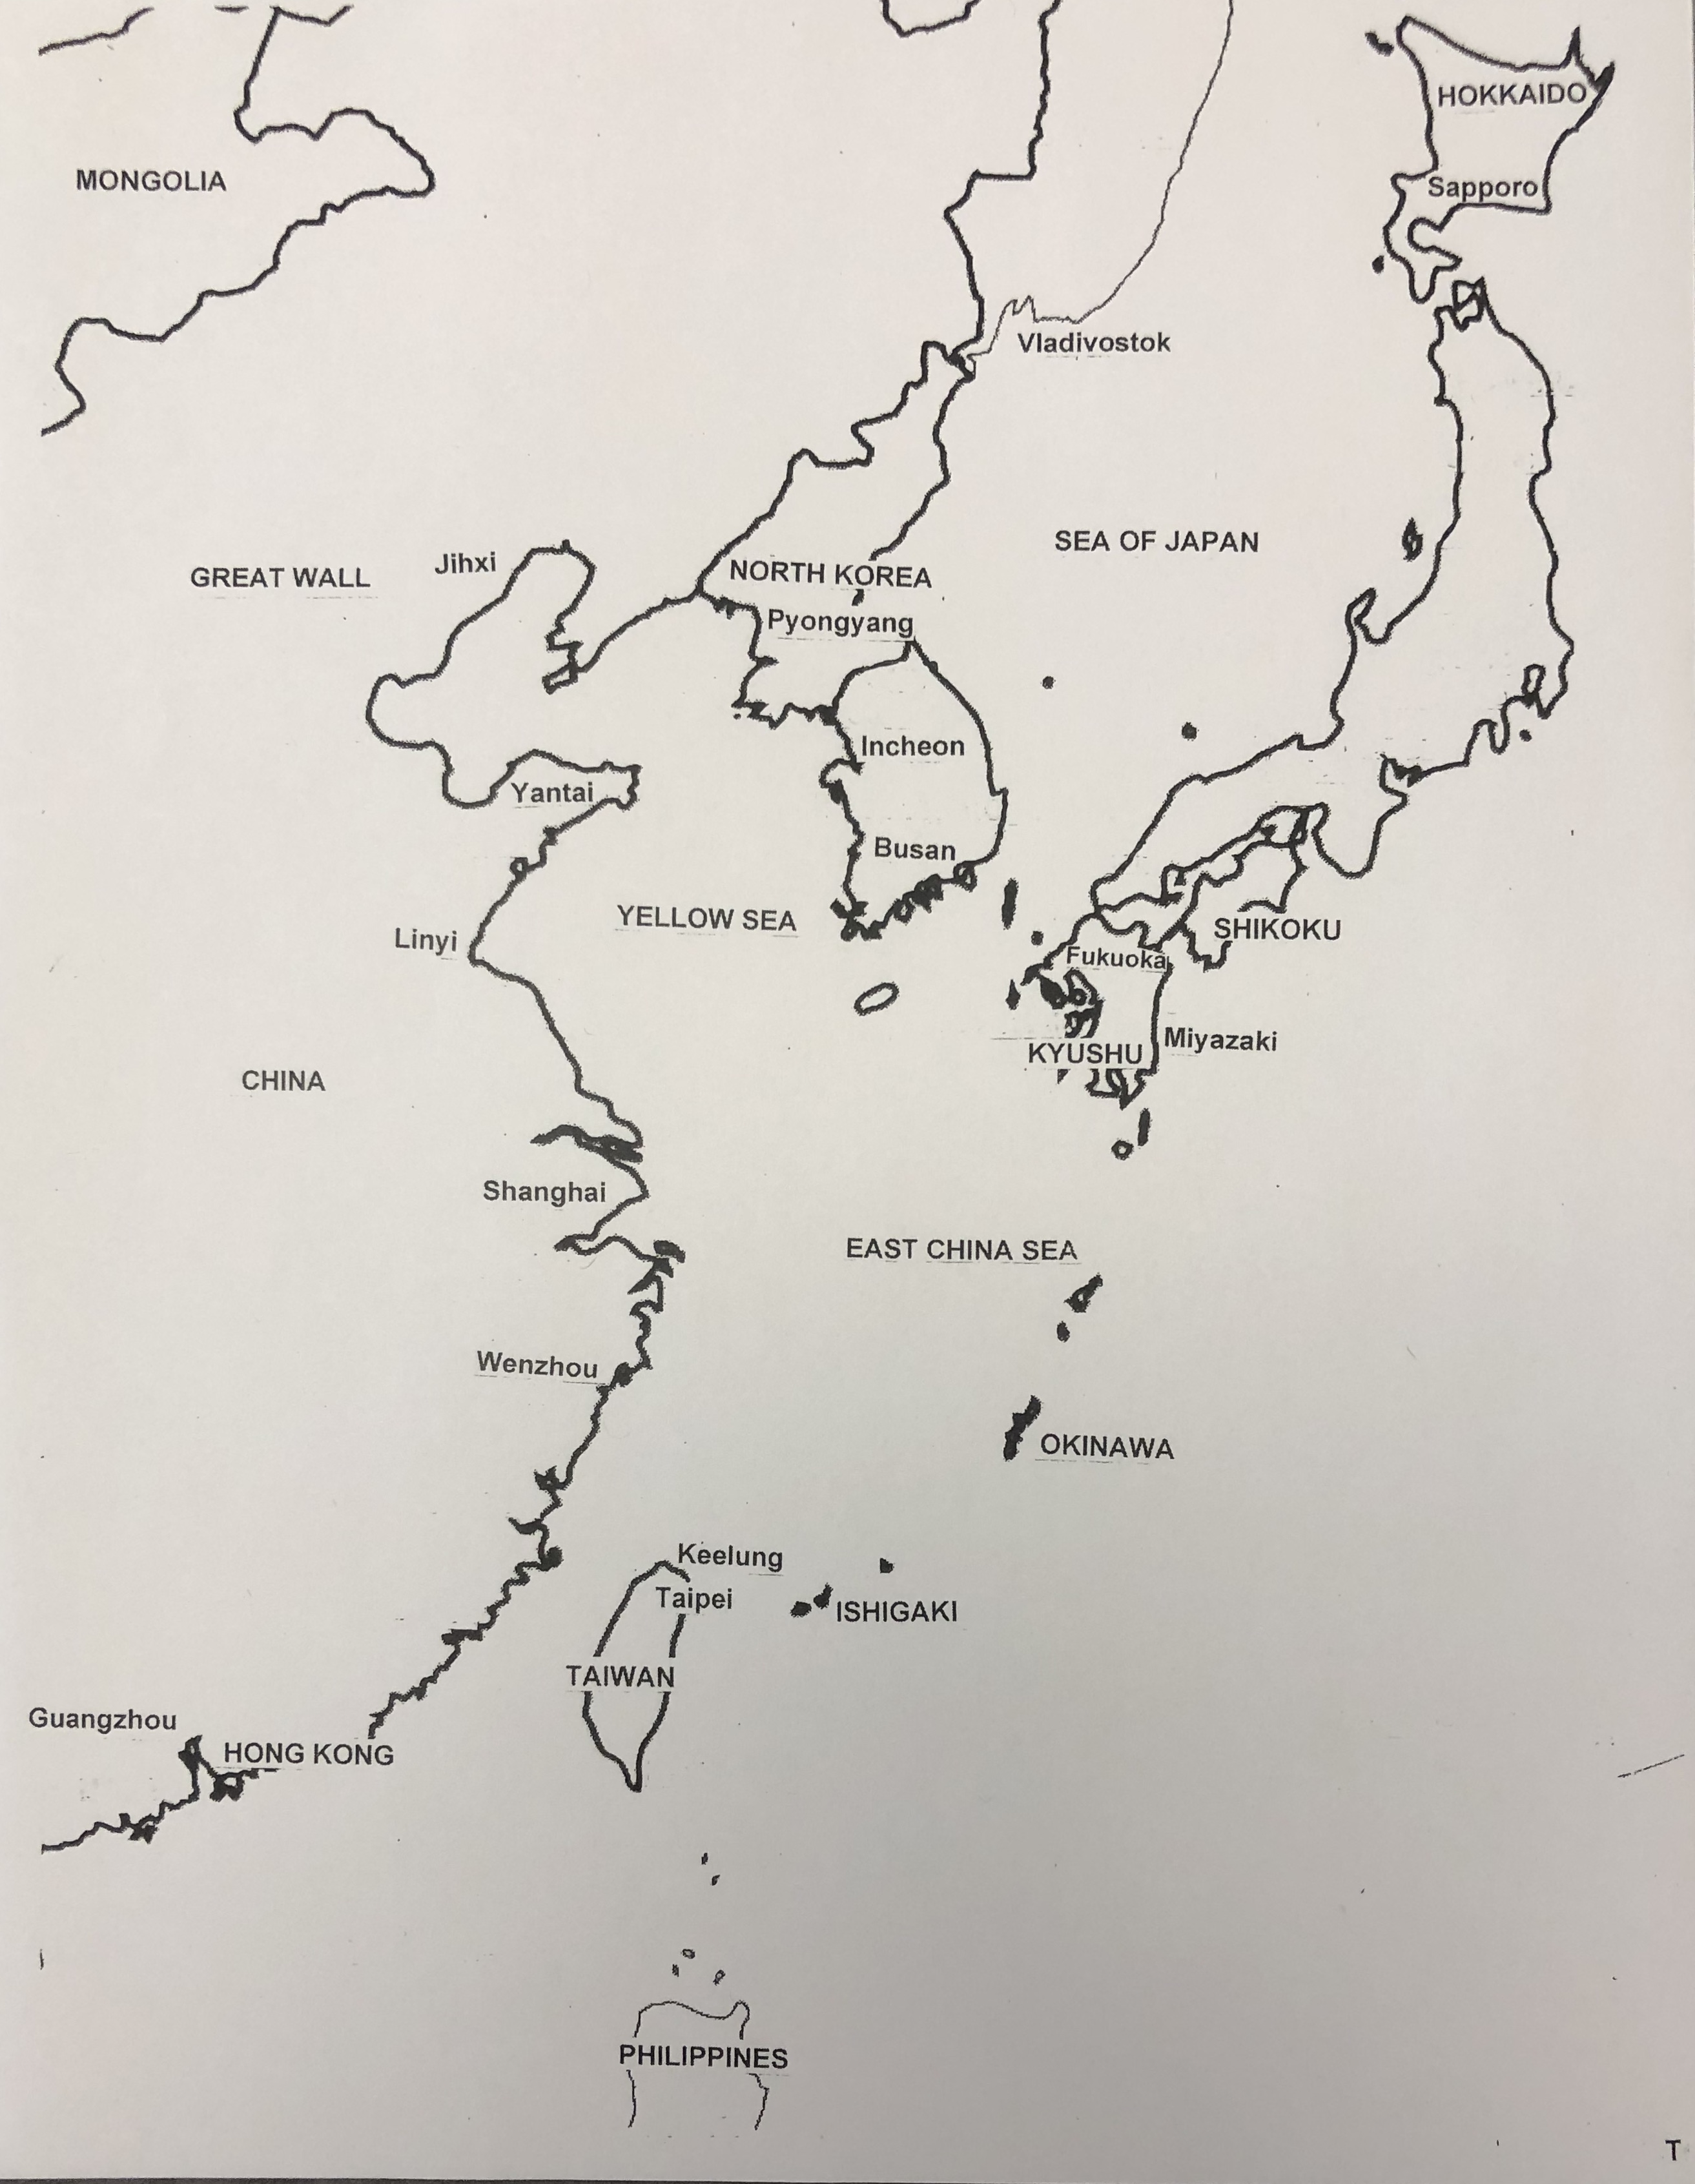 HOKKAIDO
MONGOLIA
Sapporo
Vladivostok
SEA OF JAPAN
Jihxi
GREAT WALL
NORTH KOREA
Pyongyang
Incheon
Yantai
Busan
YELLOW SEA
SHIKOKU
Linyi
Fukuoka
Miyazaki
KYUSHU
CHINA
Shanghai
EAST CHINA SEA
Wenzhou
OKINAWA
Keelung
Taipei
ISHIGAKI
TAIWAN
Guangzhou
HONG KONG
PHILIPPINES
T